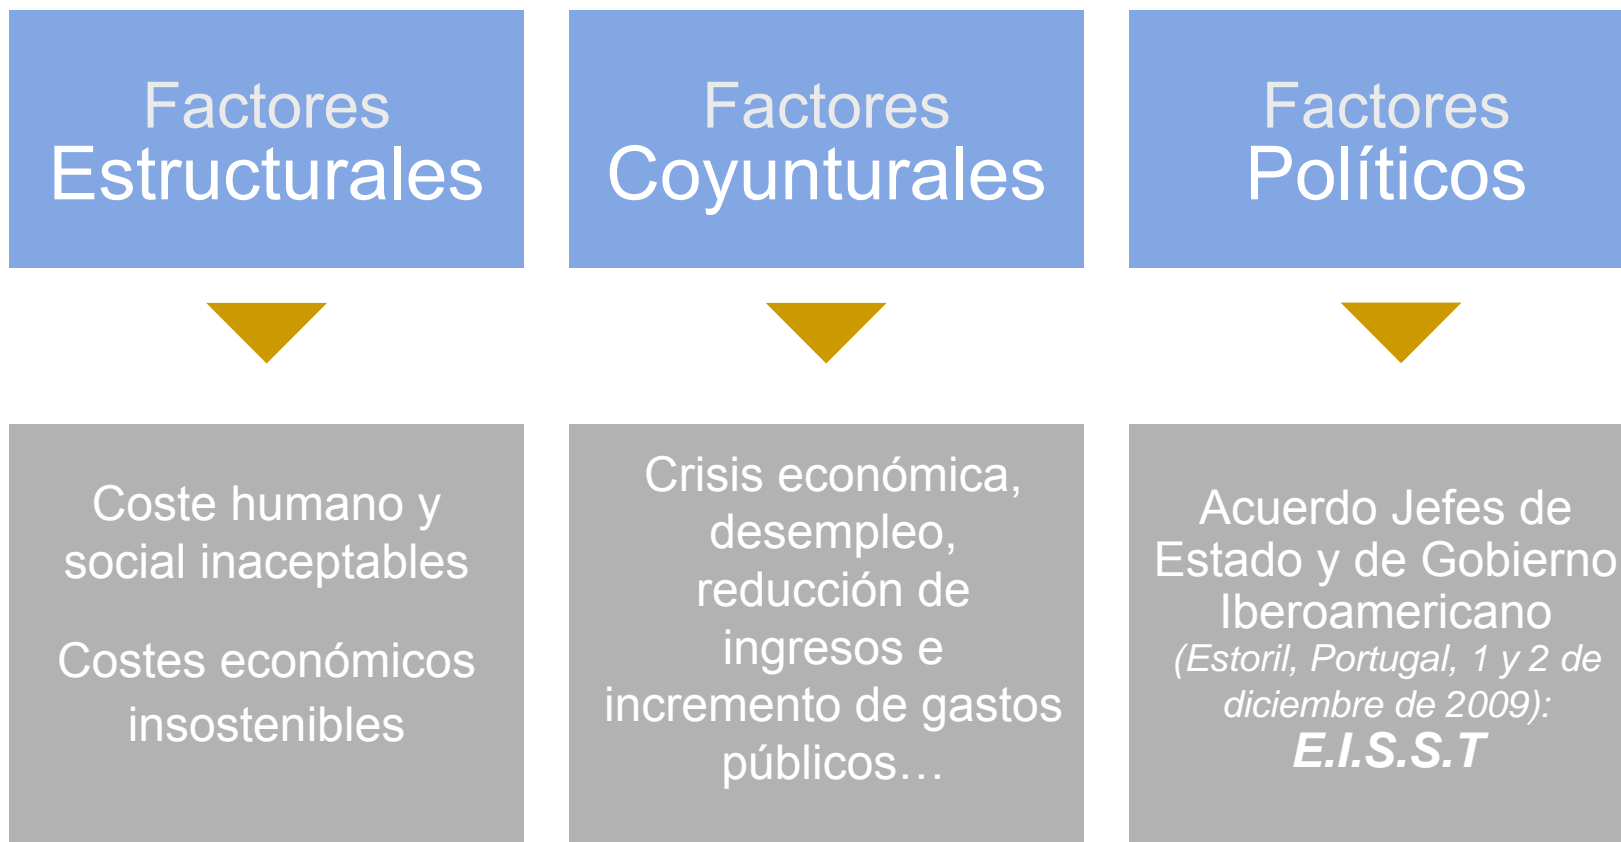 Factores
Estructurales
Coste humano y
social inaceptables
Costes económicos
insostenibles
Factores
Coyunturales
Crisis económica,
desempleo,
reducción de
ingresos e
incremento de gastos
públicos…
Factores
Políticos
Acuerdo Jefes de
Estado y de Gobierno
Iberoamericano
(Estoril, Portugal, 1 y 2 de
diciembre de 2009):
E.I.S.S.T